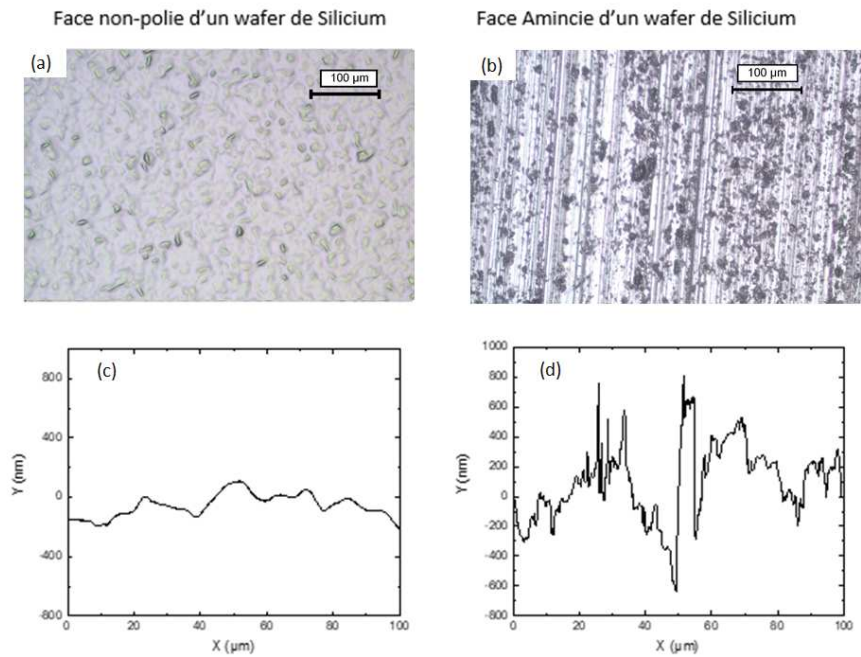 Face non-polie d'un wafer de Silicium
Face Amincie d'un wafer de Silicium
(a)
100 µm
(b)
100 µm
(c)
800
400
0
-400
-800
Y (nm)
0 20 40 60 80 100
X (µm)
(d)
1000
800
600
400
200
0
-200
-400
-600
-800
Y (nm)
0 20 40 60 80 100
X (µm)